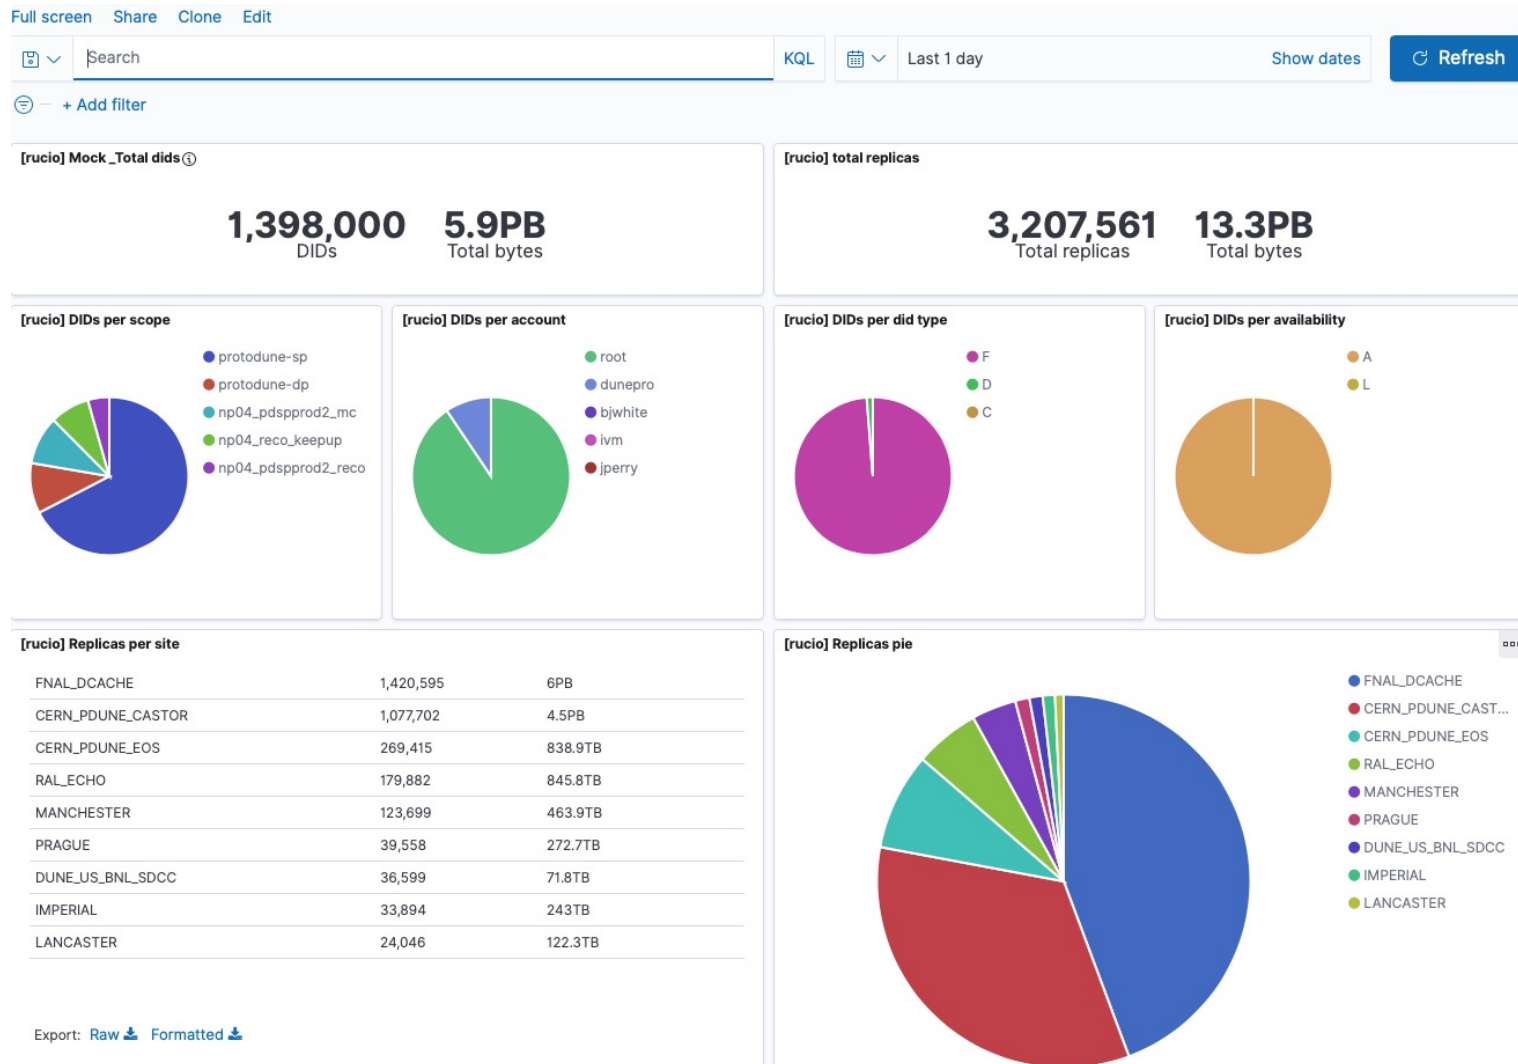 Full screen Share Clone Edit
Search KQL Last 1 day Show dates Refresh
+ Add filter
[rucio] Mock_Total dids
1,398,000 5.9PB
DIDs Total bytes
[rucio] total replicas
3,207,561 13.3PB
Total replicas Total bytes
[rucio] DIDs per scope
protodune-sp
protodune-dp
np04_pdspprod2_mc
np04_reco_keepup
np04_pdspprod2_reco
[rucio] DIDs per account
root
dunepro
bjwhite
ivm
jperry
[rucio] DIDs per did type
F
D
C
[rucio] DIDs per availability
A
L
[rucio] Replicas per site
FNAL_DCACHE 1,420,595 6PB
CERN_PDUNE_CASTOR 1,077,702 4.5PB
CERN_PDUNE_EOS 269,415 838.9TB
RAL_ECHO 179,882 845.8TB
MANCHESTER 123,699 463.9TB
PRAGUE 39,558 272.7TB
DUNE_US_BNL_SDCC 36,599 71.8TB
IMPERIAL 33,894 243TB
LANCASTER 24,046 122.3TB
Export: Raw Formatted
[rucio] Replicas pie
FNAL_DCACHE
CERN_PDUNE_CAST...
CERN_PDUNE_EOS
RAL_ECHO
MANCHESTER
PRAGUE
DUNE_US_BNL_SDCC
IMPERIAL
LANCASTER